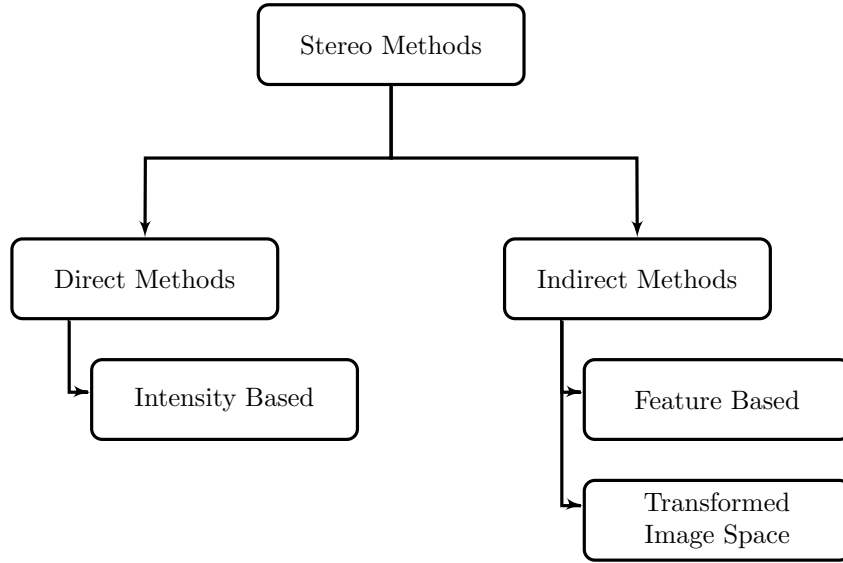 Stereo Methods
Direct Methods
Indirect Methods
Intensity Based
Feature Based
Transformed
Image Space